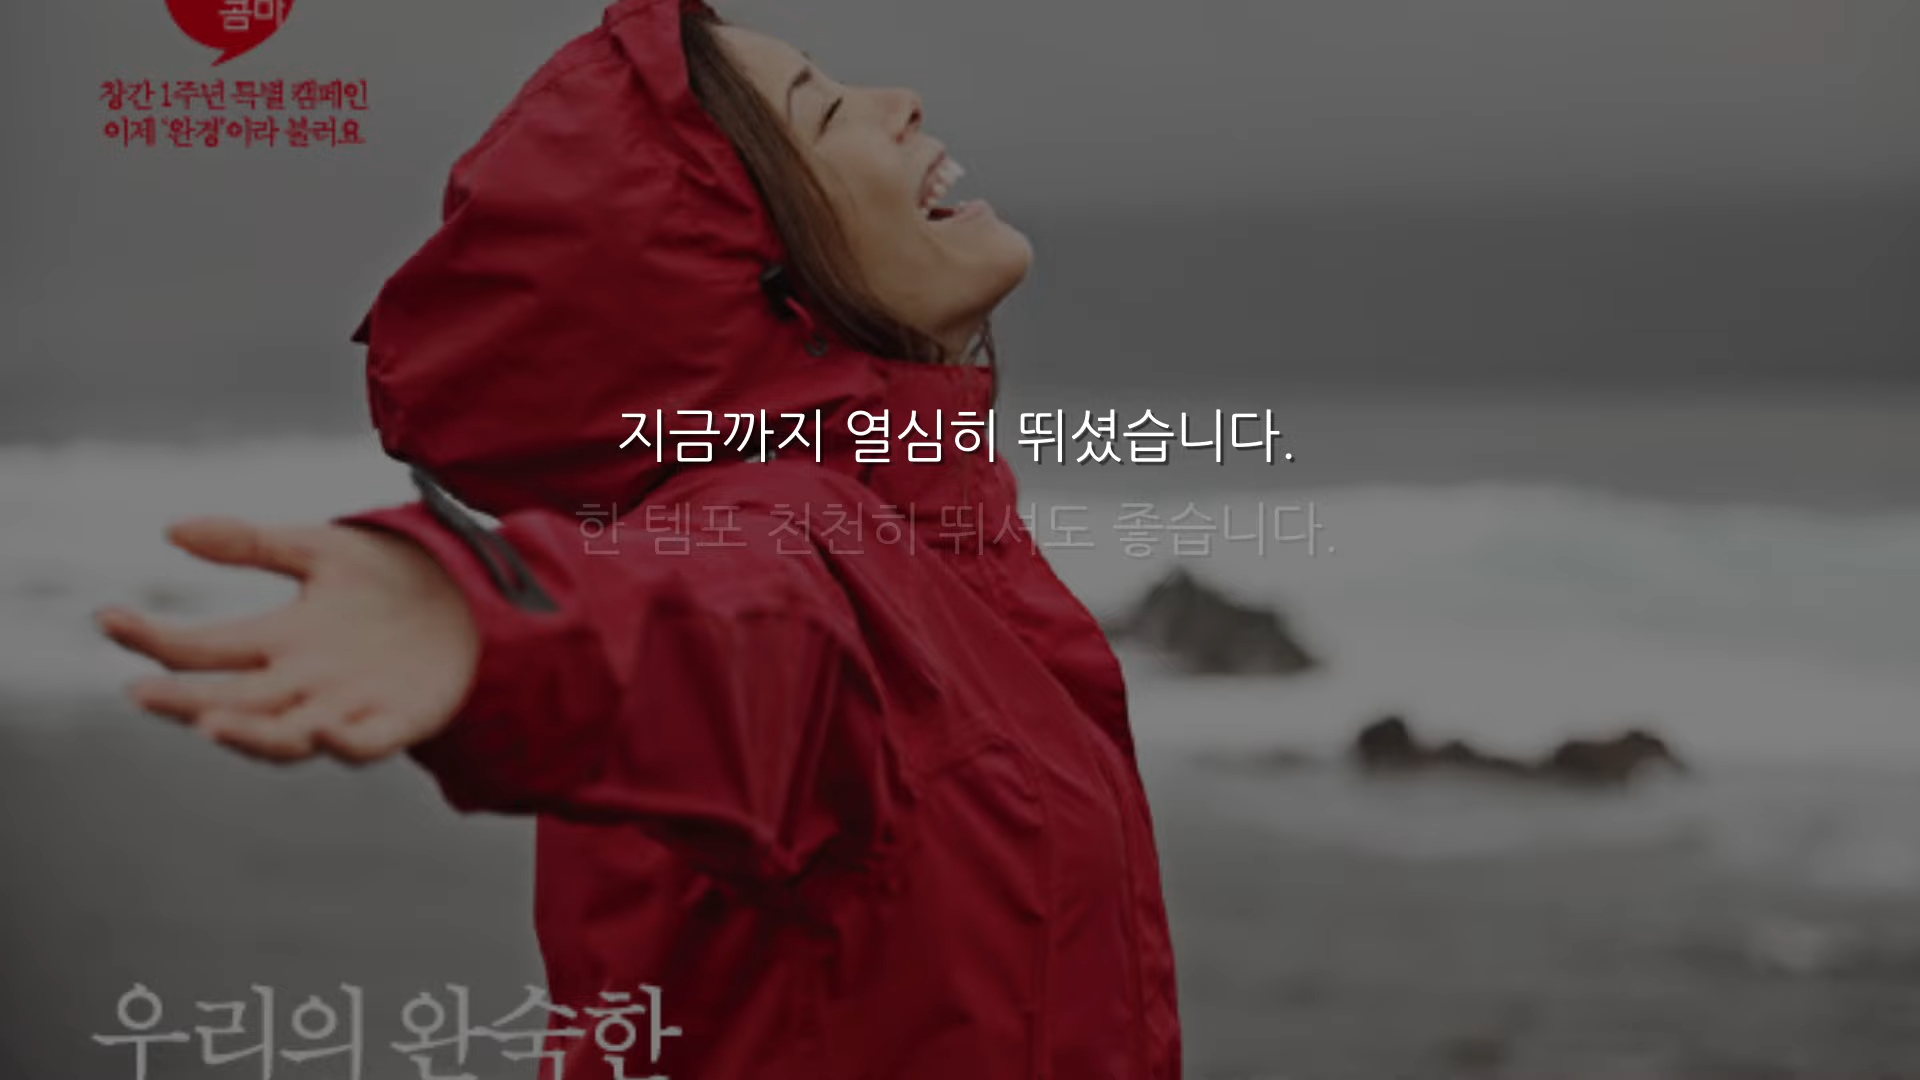 콤마
창간 1주년 특별 캠페인
이제 '완경'이라 불러요
지금까지 열심히 뛰셨습니다.
한 템포 천천히 뛰셔도 좋습니다.
우리의 완숙한